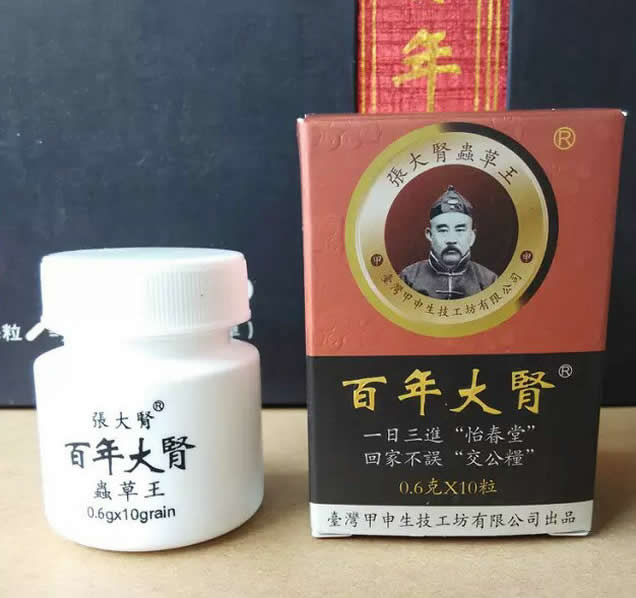 年
粒
張大腎蟲草王
®
甲 甲
臺灣甲申生技工坊有限公司
百年大腎®
一日三進“怡春堂”
回家不誤“交公糧”
0.6克X10粒
臺灣甲申生技工坊有限公司出品
張大腎®
百年大腎
蟲草王
0.6gx10grain